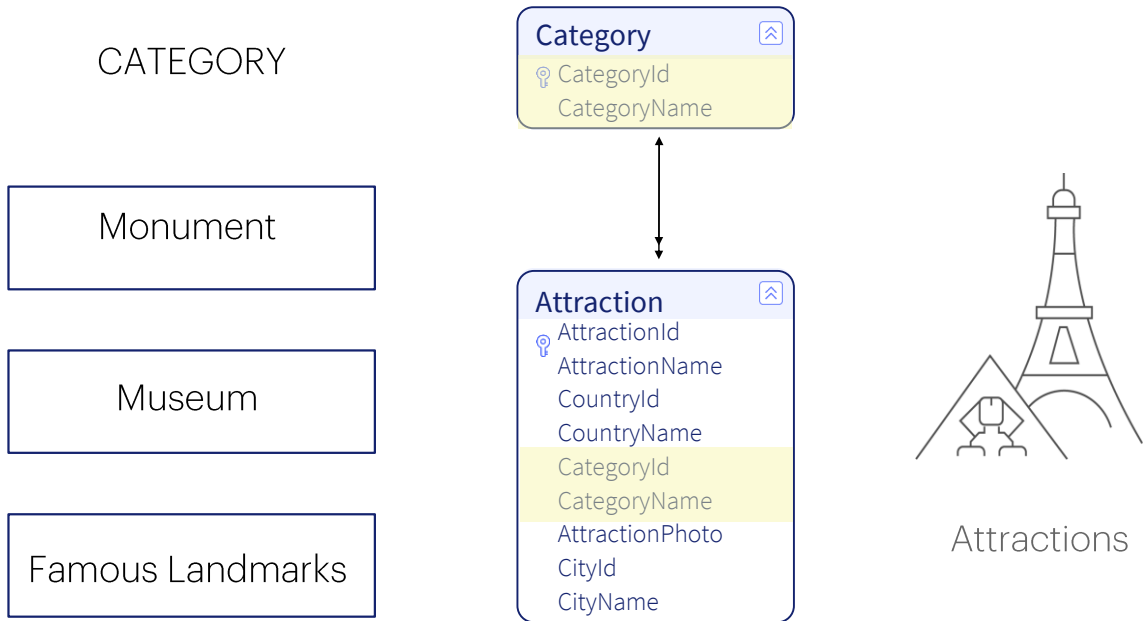 CATEGORY
Monument
Museum
Famous Landmarks
Category
CategoryId
CategoryName
Attraction
AttractionId
AttractionName
CountryId
CountryName
CategoryId
CategoryName
AttractionPhoto
CityId
CityName
Attractions